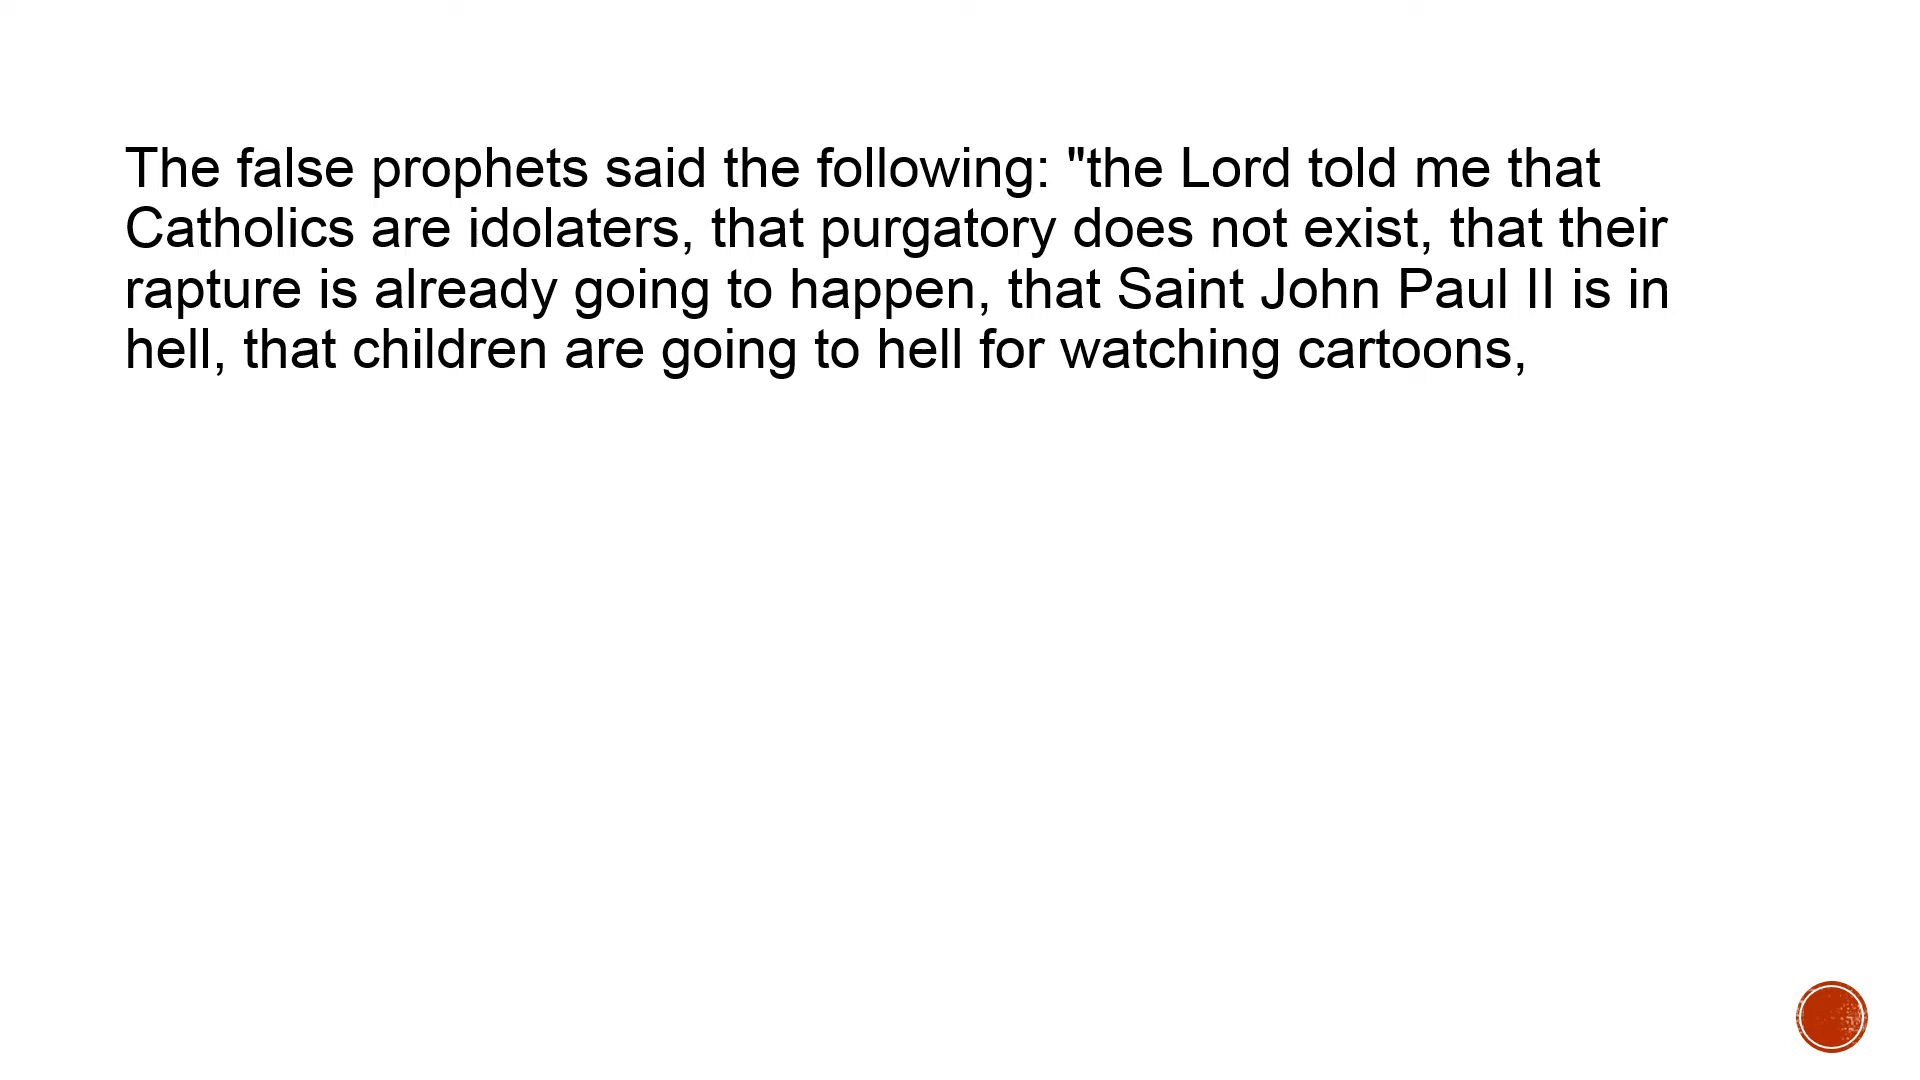 The false prophets said the following: "the Lord told me that
Catholics are idolaters, that purgatory does not exist, that their
rapture is already going to happen, that Saint John Paul II is in
hell, that children are going to hell for watching cartoons,